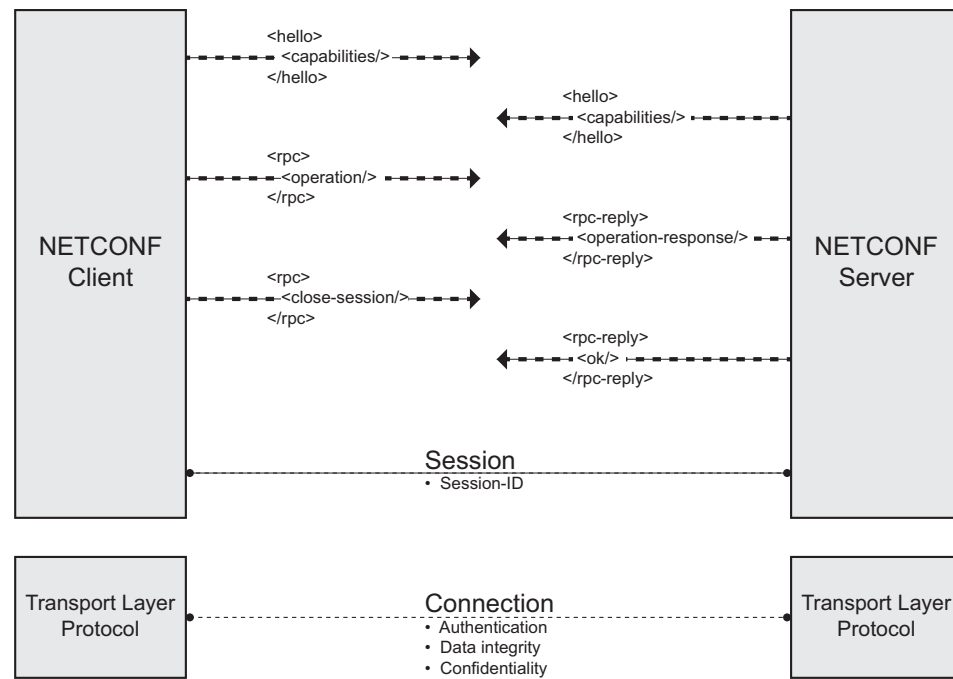 <hello>
<capabilities/>
</hello>
<hello>
<capabilities/>
</hello>
<rpc>
<operation/>
</rpc>
<rpc-reply>
<operation-response/>
</rpc-reply>
NETCONF
Client
NETCONF
Server
<rpc>
<close-session/>
</rpc>
<rpc-reply>
<ok/>
</rpc-reply>
Session
• Session-ID
Transport Layer
Protocol
Connection
• Authentication
• Data integrity
• Confidentiality
Transport Layer
Protocol